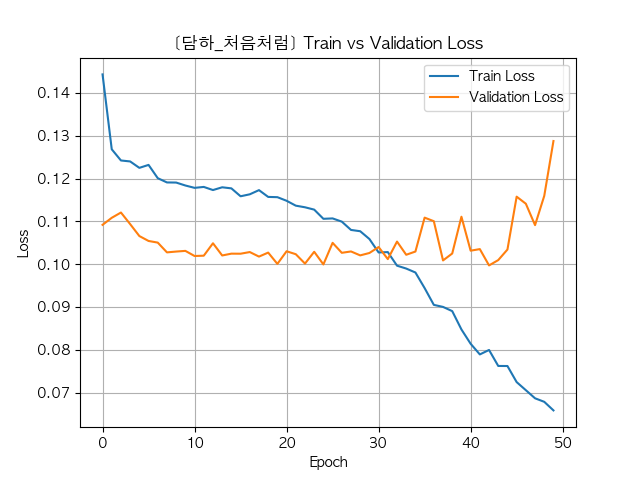 [담하_처음처럼] Train vs Validation Loss
Train Loss
Validation Loss
0.14
0.13
0.12
0.11
0.10
0.09
0.08
0.07
Loss
0
10
20
30
40
50
Epoch